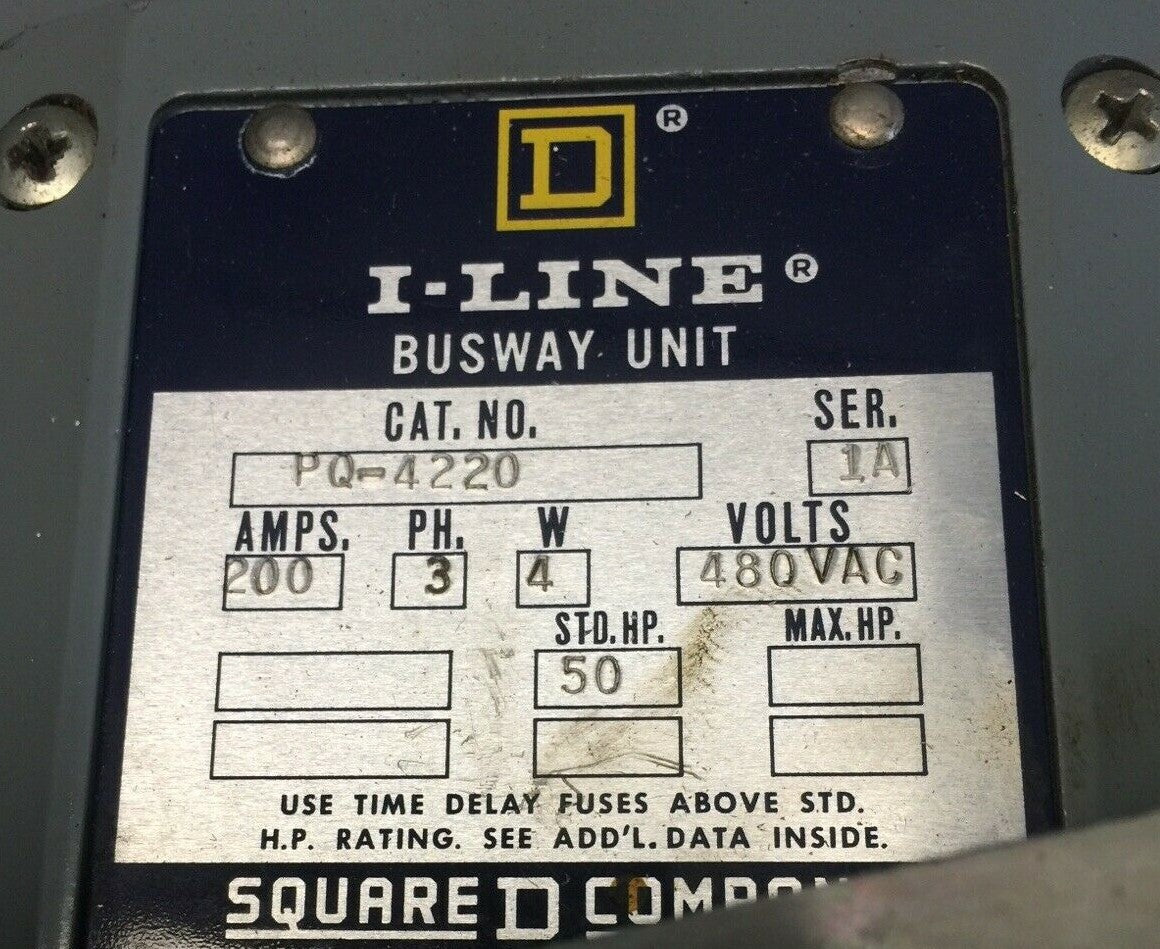 D ®
I-LINE ®
BUSWAY UNIT
CAT. NO. SER.
PQ-4220 1A
AMPS. PH. W VOLTS
200 3 4 480VAC
STD. HP. MAX. HP.
50
USE TIME DELAY FUSES ABOVE STD.
H.P. RATING. SEE ADD'L. DATA INSIDE.
SQUARE D